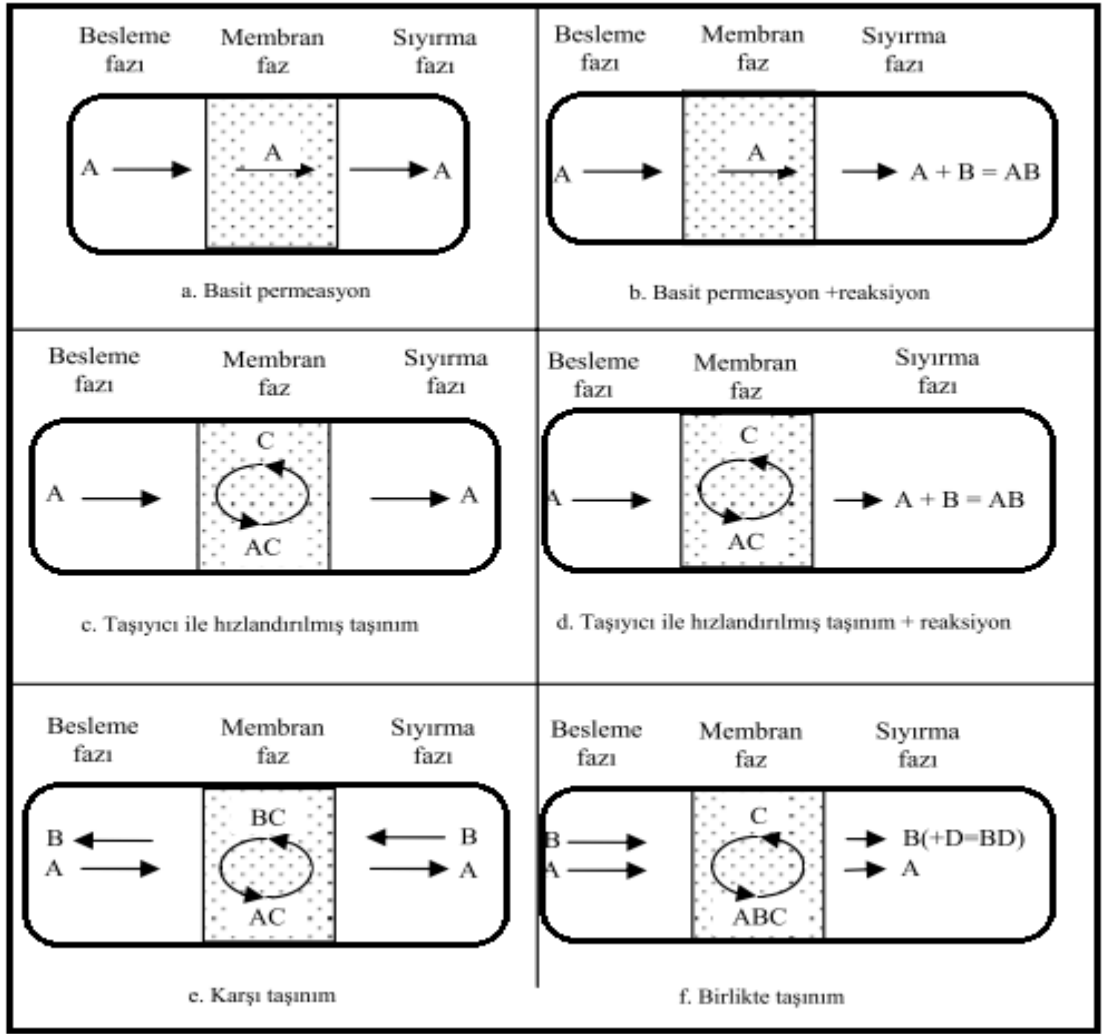 Besleme Membran Sıyırma
fazı faz fazı
A A A
a. Basit permeasyon
Besleme Membran Sıyırma
fazı faz fazı
A A A + B = AB
b. Basit permeasyon +reaksiyon
Besleme Membran Sıyırma
fazı faz fazı
C
A A
AC
c. Taşıyıcı ile hızlandırılmış taşınım
Besleme Membran Sıyırma
fazı faz fazı
C
A A + B = AB
AC
d. Taşıyıcı ile hızlandırılmış taşınım + reaksiyon
Besleme Membran Sıyırma
fazı faz fazı
BC
B B
A A
AC
e. Karşı taşınım
Besleme Membran Sıyırma
fazı faz fazı
C
B B(+D=BD)
A A
ABC
f. Birlikte taşınım